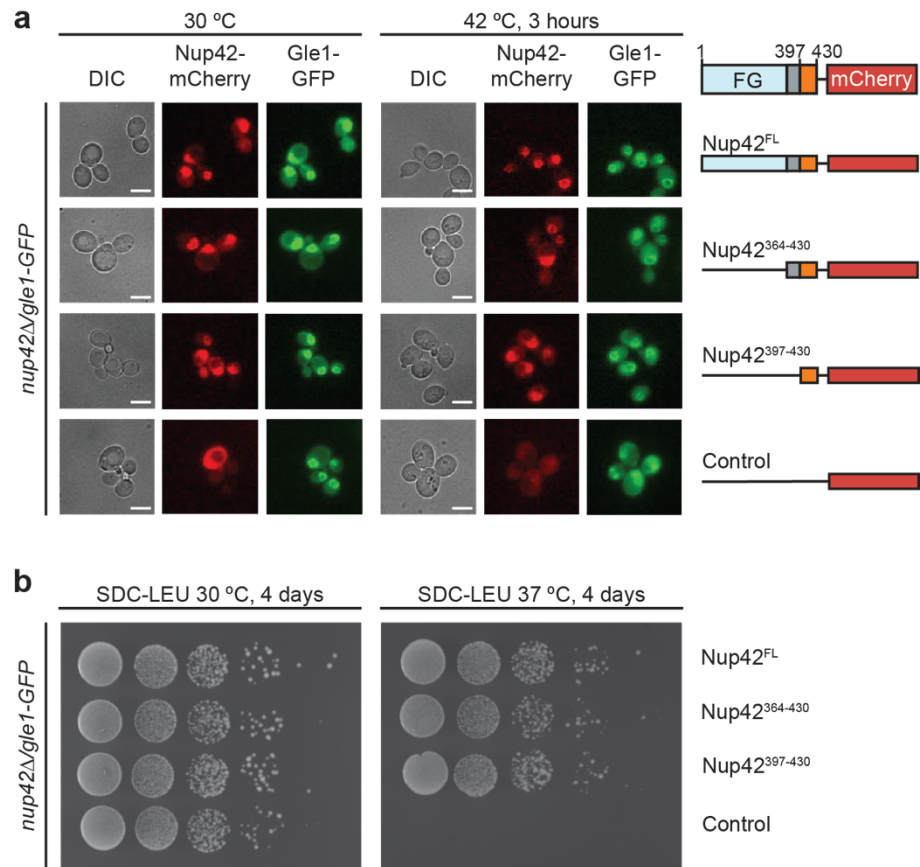 a
30 ºC
42 ºC, 3 hours
DIC
Nup42-
mCherry
Gle1-
GFP
DIC
Nup42-
mCherry
Gle1-
GFP
1
397
430
FG
mCherry
nup42Δ/gle1-GFP
Nup42FL
Nup42364-430
Nup42397-430
Control
b
SDC-LEU 30 ºC, 4 days
SDC-LEU 37 ºC, 4 days
nup42Δ/gle1-GFP
Nup42FL
Nup42364-430
Nup42397-430
Control